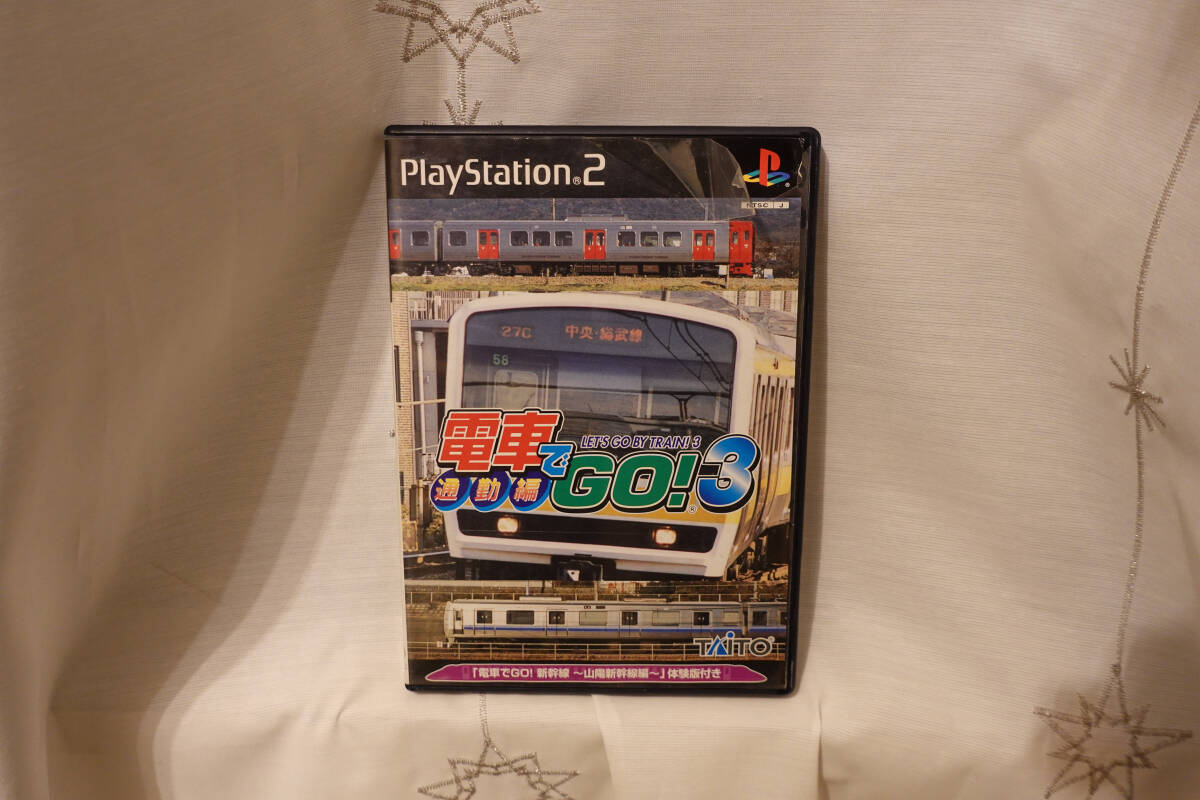 PlayStation®2
NTSC J
27C 中央・総武線
58
LET'S GO BY TRAIN! 3
電車でGO!3®
通勤編
TAITO®
「電車でGO! 新幹線 ～山陽新幹線編～」体験版付き